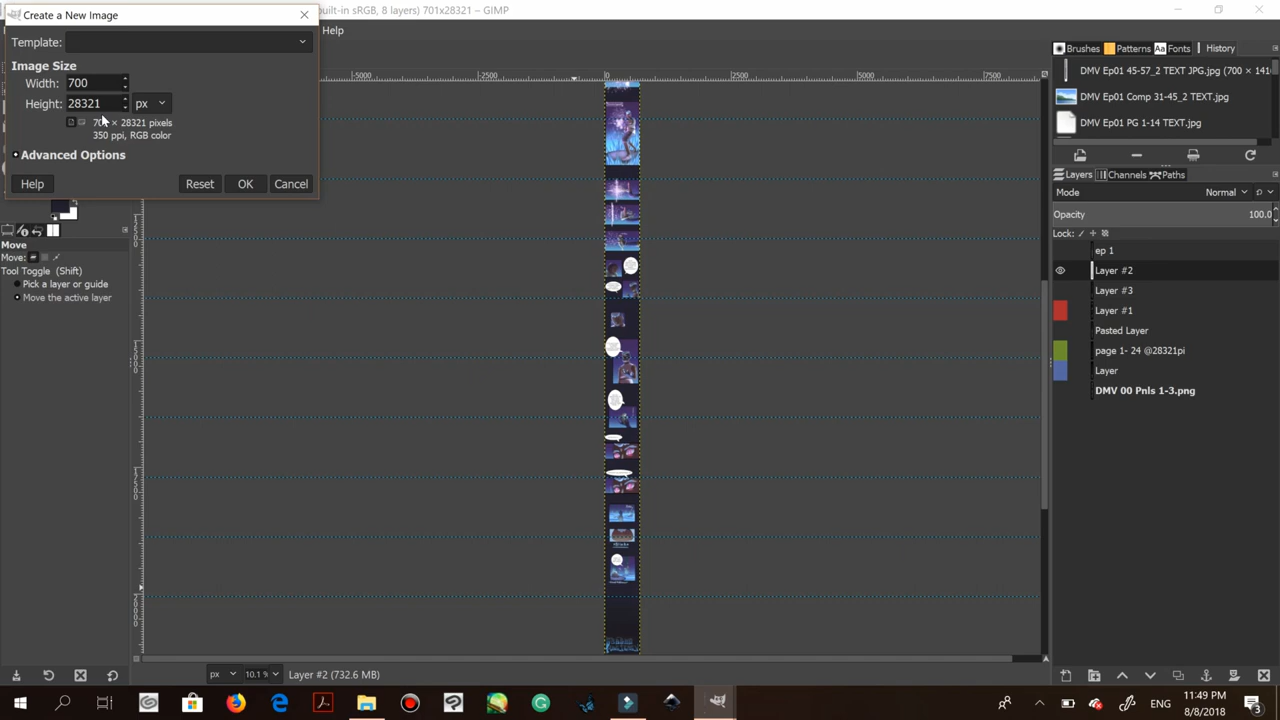 Create a New Image
built-in sRGB, 8 layers) 701x28321 – GIMP
Template:
Help
Image Size
Width: 700
Height: 28321 px
× 28321 pixels
350 ppi, RGB color
Advanced Options
Help Reset OK Cancel
-5000 -2500 0 2500 5000 7500
Move
Move:
Tool Toggle (Shift)
Pick a layer or guide
Move the active layer
Brushes Patterns Aa Fonts History
DMV Ep01 45-57_2 TEXT JPG.jpg (700 × 141
DMV Ep01 Comp 31-45_2 TEXT.jpg
DMV Ep01 PG 1-14 TEXT.jpg
Layers Channels Paths
Mode Normal
Opacity 100.0
Lock:
ep 1
Layer #2
Layer #3
Layer #1
Pasted Layer
page 1- 24 @28321pi
Layer
DMV 00 Pnls 1-3.png
px 10.1 % Layer #2 (732.6 MB)
ENG 11:49 PM
8/8/2018
3